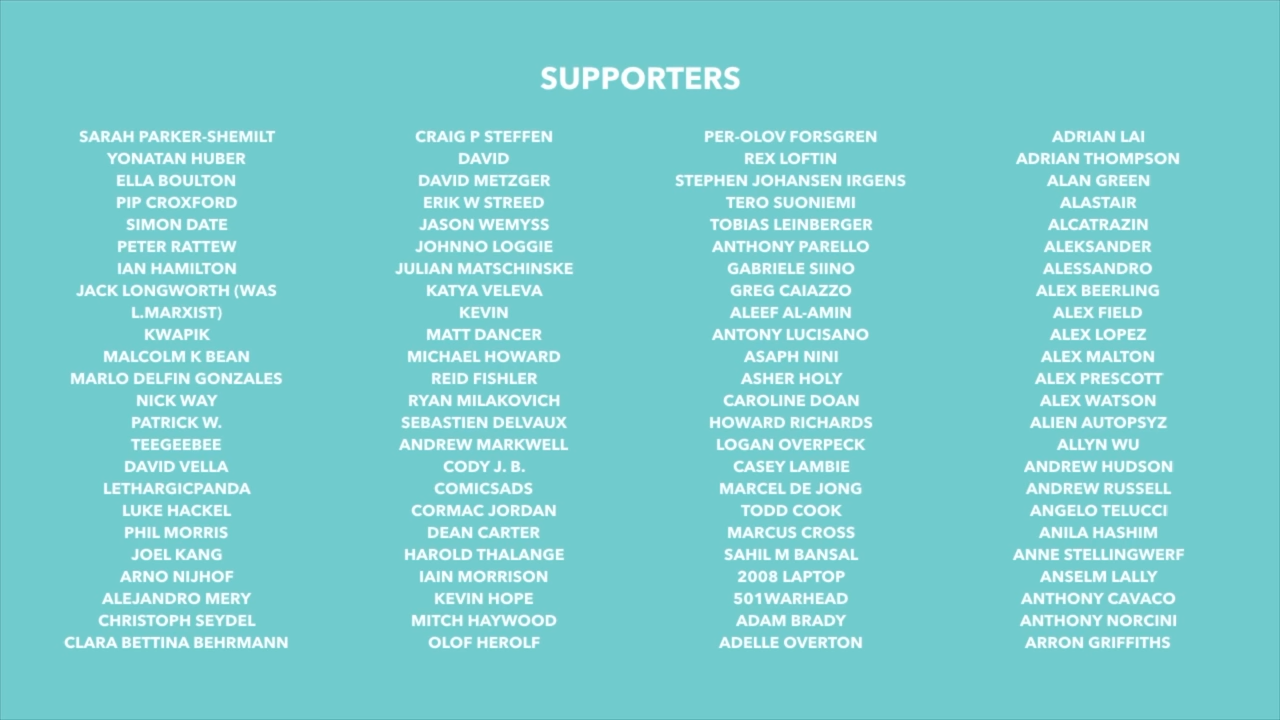 SUPPORTERS
SARAH PARKER-SHEMILT
YONATAN HUBER
ELLA BOULTON
PIP CROXFORD
SIMON DATE
PETER RATTEW
IAN HAMILTON
JACK LONGWORTH (WAS
L.MARXIST)
KWAPIK
MALCOLM K BEAN
MARLO DELFIN GONZALES
NICK WAY
PATRICK W.
TEEGEEBEE
DAVID VELLA
LETHARGICPANDA
LUKE HACKEL
PHIL MORRIS
JOEL KANG
ARNO NIJHOF
ALEJANDRO MERY
CHRISTOPH SEYDEL
CLARA BETTINA BEHRMANN
CRAIG P STEFFEN
DAVID
DAVID METZGER
ERIK W STREED
JASON WEMYSS
JOHNNO LOGGIE
JULIAN MATSCHINSKE
KATYA VELEVA
KEVIN
MATT DANCER
MICHAEL HOWARD
REID FISHLER
RYAN MILAKOVICH
SEBASTIEN DELVAUX
ANDREW MARKWELL
CODY J. B.
COMICSADS
CORMAC JORDAN
DEAN CARTER
HAROLD THALANGE
IAIN MORRISON
KEVIN HOPE
MITCH HAYWOOD
OLOF HEROLF
PER-OLOV FORSGREN
REX LOFTIN
STEPHEN JOHANSEN IRGENS
TERO SUONIEMI
TOBIAS LEINBERGER
ANTHONY PARELLO
GABRIELE SIINO
GREG CAIAZZO
ALEEF AL-AMIN
ANTONY LUCISANO
ASAPH NINI
ASHER HOLY
CAROLINE DOAN
HOWARD RICHARDS
LOGAN OVERPECK
CASEY LAMBIE
MARCEL DE JONG
TODD COOK
MARCUS CROSS
SAHIL M BANSAL
2008 LAPTOP
501WARHEAD
ADAM BRADY
ADELLE OVERTON
ADRIAN LAI
ADRIAN THOMPSON
ALAN GREEN
ALASTAIR
ALCATRAZIN
ALEKSANDER
ALESSANDRO
ALEX BEERLING
ALEX FIELD
ALEX LOPEZ
ALEX MALTON
ALEX PRESCOTT
ALEX WATSON
ALIEN AUTOPSYZ
ALLYN WU
ANDREW HUDSON
ANDREW RUSSELL
ANGELO TELUCCI
ANILA HASHIM
ANNE STELLINGWERF
ANSELM LALLY
ANTHONY CAVACO
ANTHONY NORCINI
ARRON GRIFFITHS